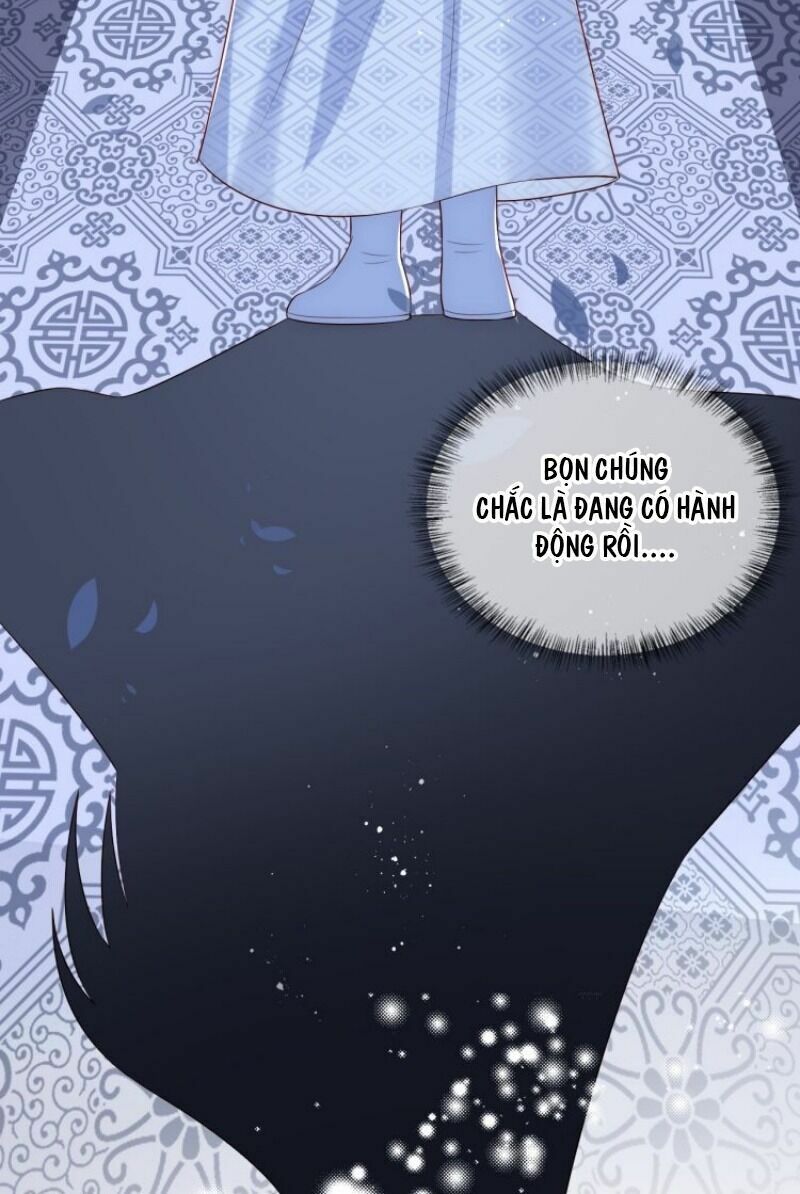 BỌN CHÚNG
CHẮC LÀ ĐANG CÓ HÀNH
ĐỘNG RỒI....